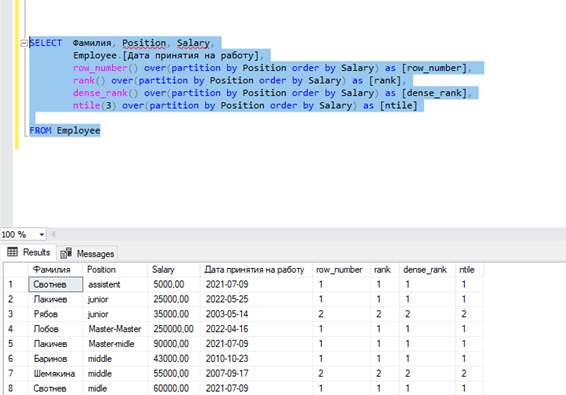 SELECT Фамилия, Position, Salary,
Employee.[Дата принятия на работу],
row_number() over(partition by Position order by Salary) as [row_number],
rank() over(partition by Position order by Salary) as [rank],
dense_rank() over(partition by Position order by Salary) as [dense_rank],
ntile(3) over(partition by Position order by Salary) as [ntile]
FROM Employee
100 %
Results Messages
Фамилия Position Salary Дата принятия на работу row_number rank dense_rank ntile
1 Свотнев assistent 5000,00 2021-07-09 1 1 1 1
2 Пакичев junior 25000,00 2022-05-25 1 1 1 1
3 Рябов junior 35000,00 2003-05-14 2 2 2 2
4 Лобов Master-Master 250000,00 2022-04-16 1 1 1 1
5 Пакичев Master-midle 90000,00 2021-07-09 1 1 1 1
6 Баринов middle 43000,00 2010-10-23 1 1 1 1
7 Шемякина middle 55000,00 2007-09-17 2 2 2 2
8 Свотнев midle 60000,00 2021-07-09 1 1 1 1